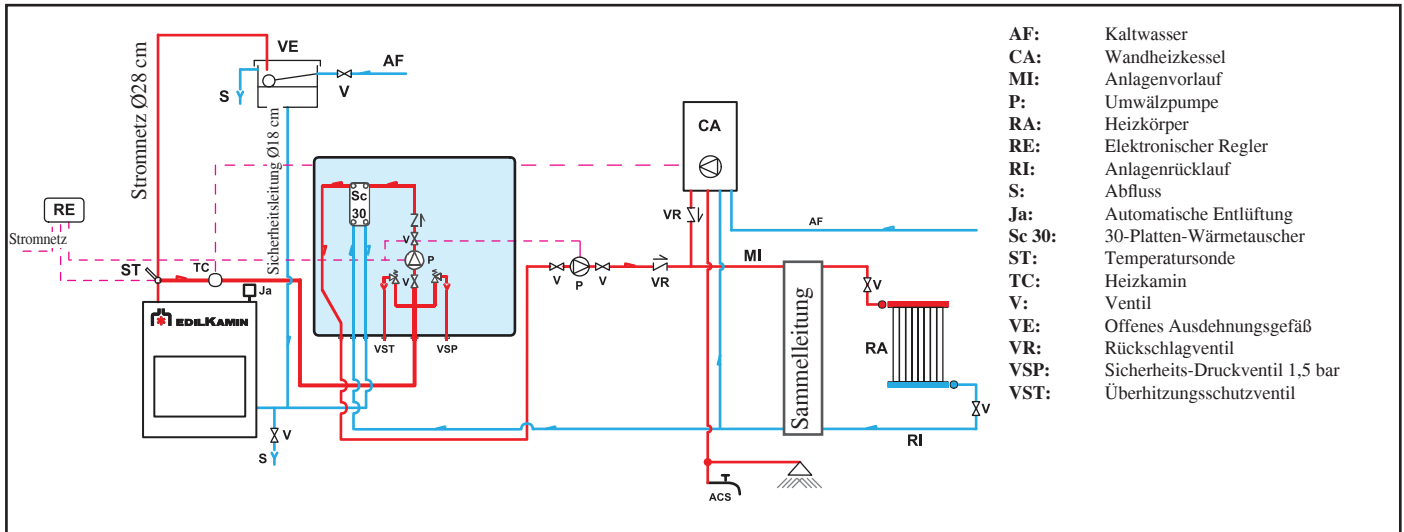 VE
AF
S
V
Stromnetz Ø28 cm
Sicherheitsleitung Ø18 cm
RE
Stromnetz
ST
TC
Ja
EDILKAMIN
V
S
Sc
30
V
P
V
VST
VSP
CA
VR
AF
MI
V
P
V
VR
Sammelleitung
V
RA
V
RI
ACS
AF: Kaltwasser
CA: Wandheizkessel
MI: Anlagenvorlauf
P: Umwälzpumpe
RA: Heizkörper
RE: Elektronischer Regler
RI: Anlagenrücklauf
S: Abfluss
Ja: Automatische Entlüftung
Sc 30: 30-Platten-Wärmetauscher
ST: Temperatursonde
TC: Heizkamin
V: Ventil
VE: Offenes Ausdehnungsgefäß
VR: Rückschlagventil
VSP: Sicherheits-Druckventil 1,5 bar
VST: Überhitzungsschutzventil